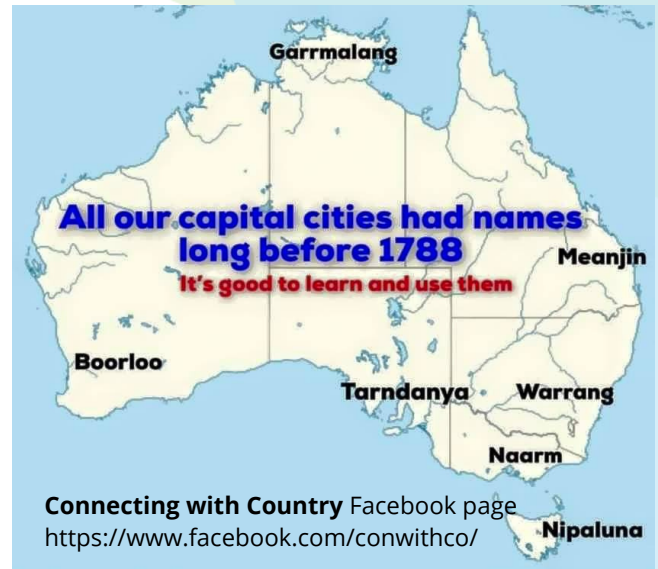 Garrmalang
All our capital cities had names
long before 1788
Meanjin
It's good to learn and use them
Boorloo
Tarndanya
Warrang
Naarm
Connecting with Country Facebook page
https://www.facebook.com/conwithco/
Nipaluna